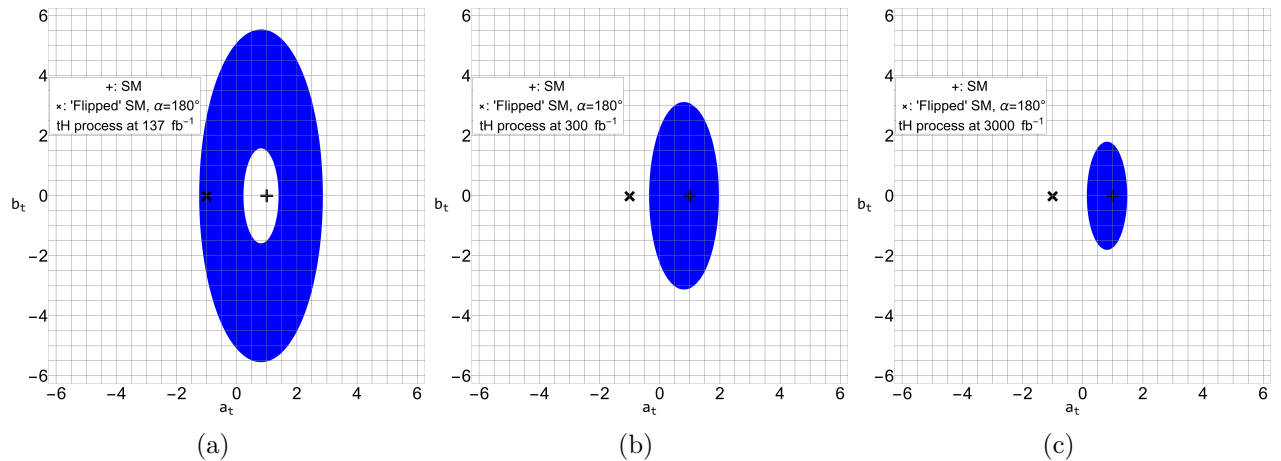 6
4
2
0
−2
−4
−6
b_t
+: SM
×: 'Flipped' SM, α=180°
tH process at 137 fb⁻¹
−6 −4 −2 0 2 4 6
a_t
(a)
6
4
2
0
−2
−4
−6
b_t
+: SM
×: 'Flipped' SM, α=180°
tH process at 300 fb⁻¹
−6 −4 −2 0 2 4 6
a_t
(b)
6
4
2
0
−2
−4
−6
b_t
+: SM
×: 'Flipped' SM, α=180°
tH process at 3000 fb⁻¹
−6 −4 −2 0 2 4 6
a_t
(c)